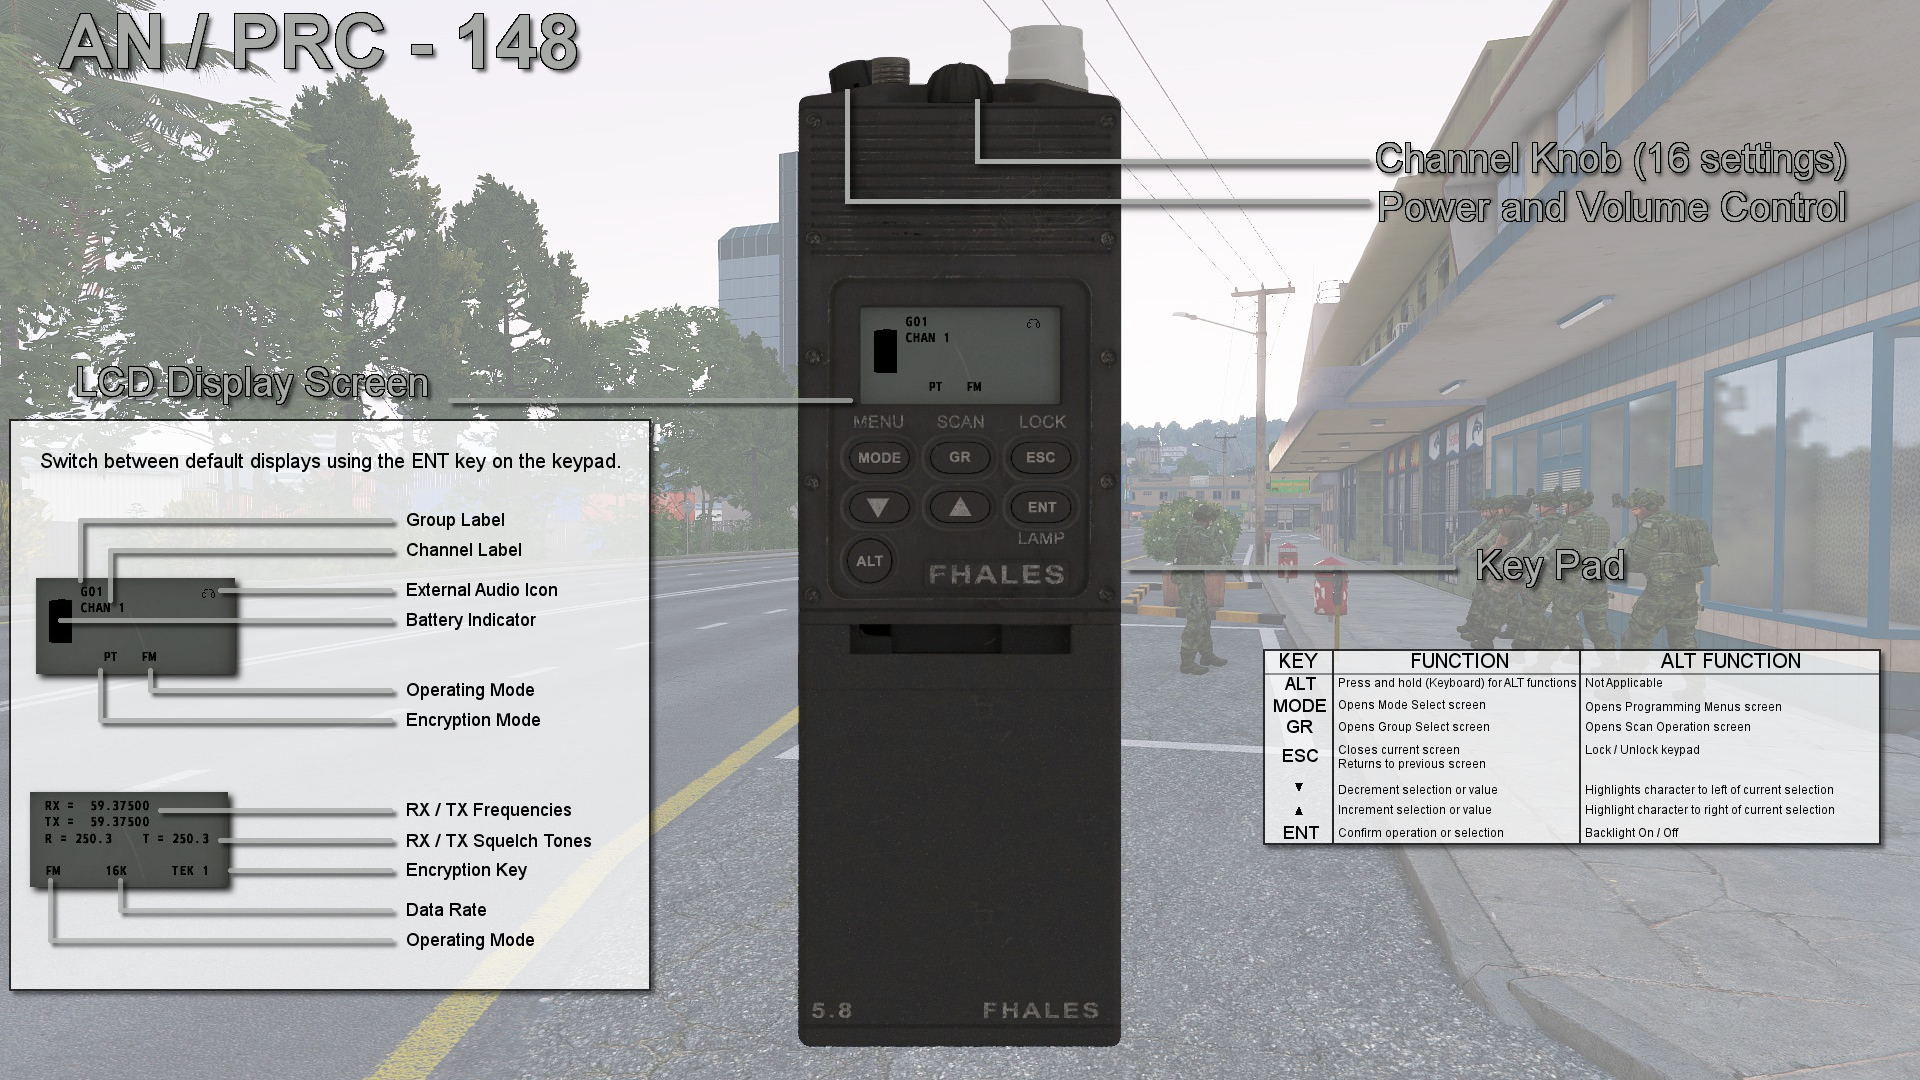 AN / PRC - 148
Channel Knob (16 settings)
Power and Volume Control
G01
CHAN 1
PT FM
LCD Display Screen
MENU SCAN LOCK
MODE GR ESC
▼ ▲ ENT
LAMP
ALT
FHALES
Key Pad
5.8 FHALES
Switch between default displays using the ENT key on the keypad.
Group Label
Channel Label
G01
CHAN 1
External Audio Icon
Battery Indicator
PT FM
Operating Mode
Encryption Mode
RX = 59.37500
TX = 59.37500
R = 250.3 T = 250.3
FM 16K TEK 1
RX / TX Frequencies
RX / TX Squelch Tones
Encryption Key
Data Rate
Operating Mode
KEY FUNCTION ALT FUNCTION
ALT Press and hold (Keyboard) for ALT functions Not Applicable
MODE Opens Mode Select screen Opens Programming Menus screen
GR Opens Group Select screen Opens Scan Operation screen
ESC Closes current screen Lock / Unlock keypad
Returns to previous screen
▼ Decrement selection or value Highlights character to left of current selection
▲ Increment selection or value Highlight character to right of current selection
ENT Confirm operation or selection Backlight On / Off